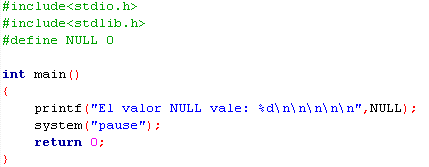 #include<stdio.h>
#include<stdlib.h>
#define NULL 0
int main()
{
printf("El valor NULL vale: %d\n\n\n\n\n",NULL);
system("pause");
return 0;
}